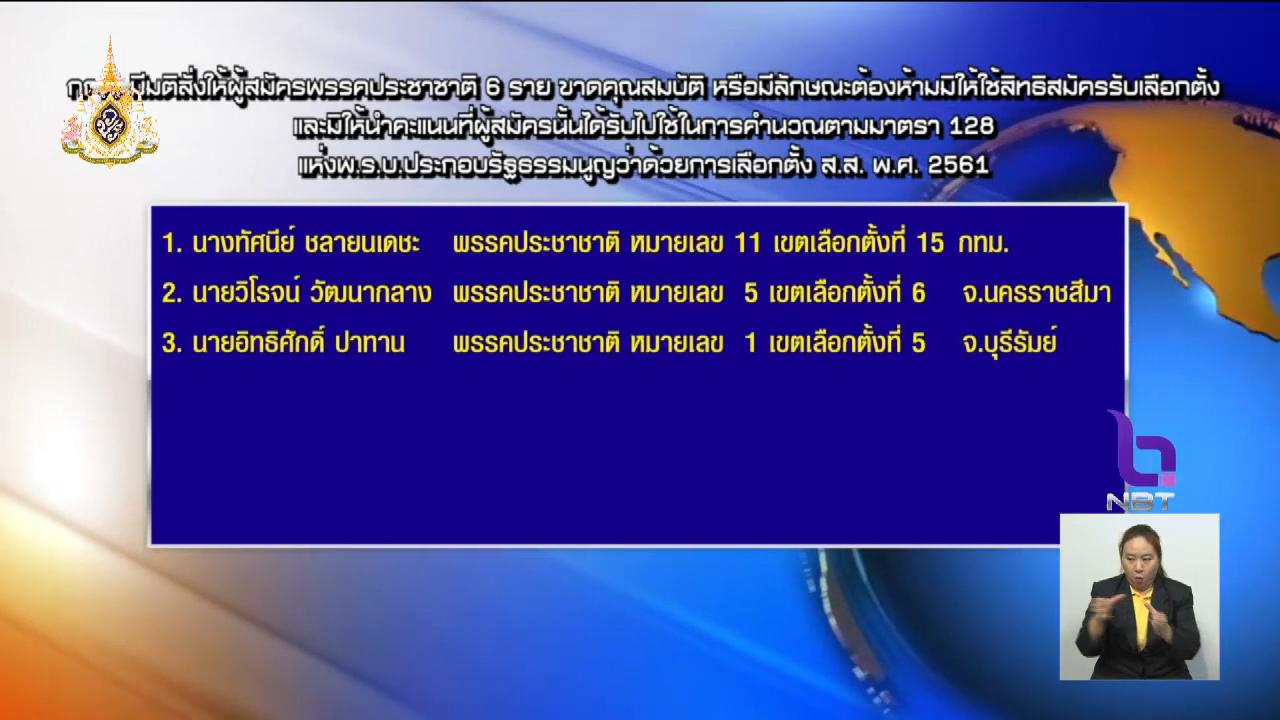 มีมติสั่งให้ผู้สมัครพรรคประชาชาติ 6 ราย ขาดคุณสมบัติ หรือมีลักษณะต้องห้ามมิให้ใช้สิทธิสมัครรับเลือกตั้ง
และมิให้นำคะแนนที่ผู้สมัครนั้นได้รับไปใช้ในการคำนวณตามมาตรา 128
แห่งพ.ร.บ.ประกอบรัฐธรรมนูญว่าด้วยการเลือกตั้ง ส.ส. พ.ศ. 2561
1. นางทัศนีย์ ชลายนเดชะ พรรคประชาชาติ หมายเลข 11 เขตเลือกตั้งที่ 15 กทม.
2. นายวิโรจน์ วัฒนากลาง พรรคประชาชาติ หมายเลข 5 เขตเลือกตั้งที่ 6 จ.นครราชสีมา
3. นายอิทธิศักดิ์ ปาทาน พรรคประชาชาติ หมายเลข 1 เขตเลือกตั้งที่ 5 จ.บุรีรัมย์
NBT